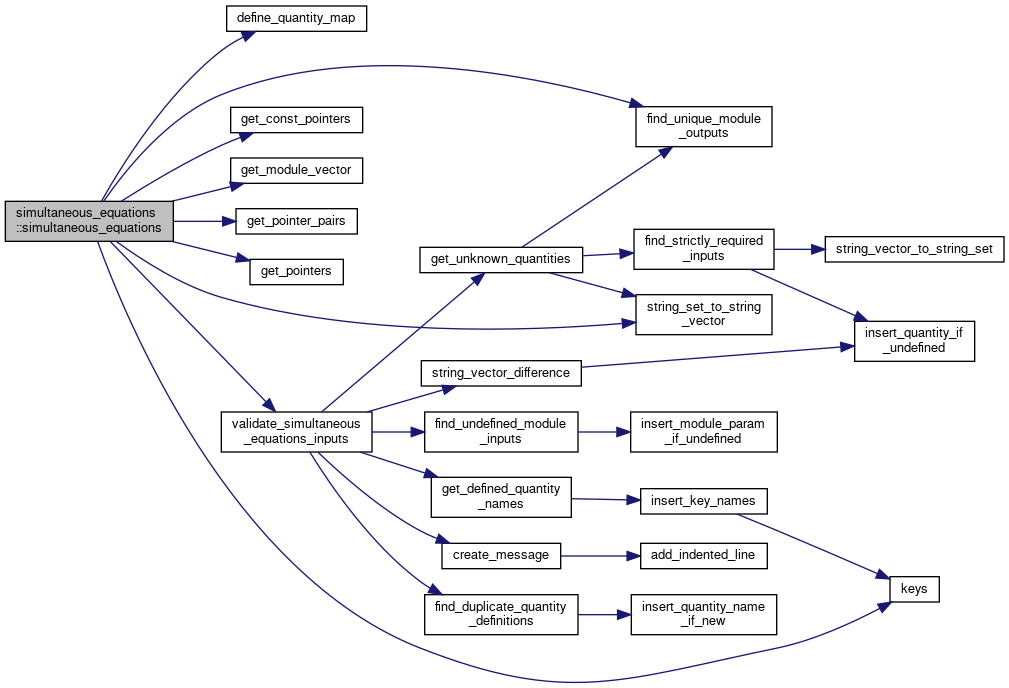 define_quantity_map
find_unique_module
_outputs
get_const_pointers
get_module_vector
simultaneous_equations
::simultaneous_equations
get_pointer_pairs
get_pointers
get_unknown_quantities
find_strictly_required
_inputs
string_vector_to_string_set
string_set_to_string
_vector
insert_quantity_if
_undefined
string_vector_difference
validate_simultaneous
_equations_inputs
find_undefined_module
_inputs
insert_module_param
_if_undefined
get_defined_quantity
_names
insert_key_names
create_message
add_indented_line
keys
find_duplicate_quantity
_definitions
insert_quantity_name
_if_new